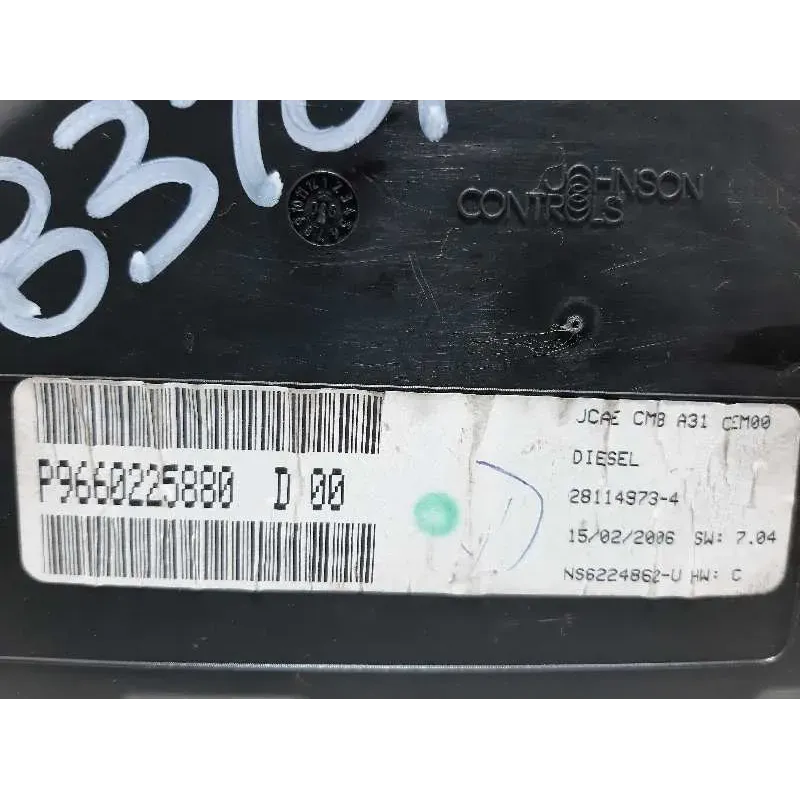 JOHNSON
CONTROLS
P9660225880 D 00
JCAE CMB A31 CEM00
DIESEL
28114973-4
15/02/2006 SW: 7.04
NS6224862-U HW: C